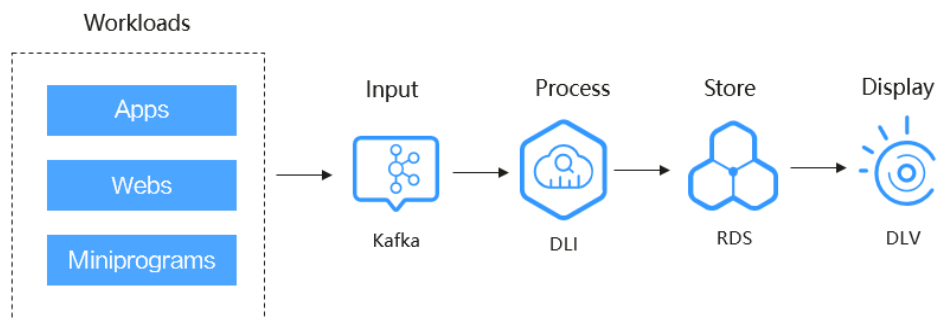 Workloads
Apps
Webs
Miniprograms
Input
Kafka
Process
DLI
Store
RDS
Display
DLV